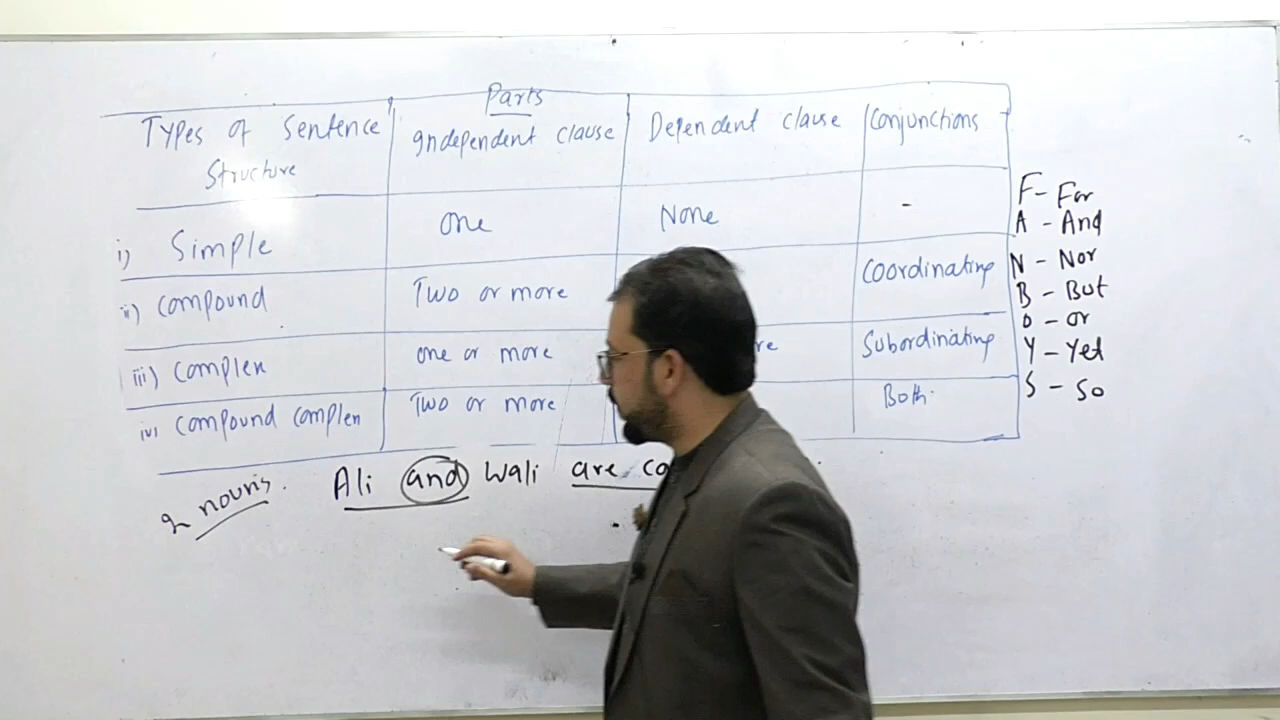 Parts
Types of Sentence Structure | Independent clause | Dependent clause | Conjunctions
i) Simple | One | None | -
ii) Compound | Two or more | Coordinating
iii) Complex | one or more | re | Subordinating
iv) Compound complex | Two or more | Both
F - For
A - And
N - Nor
B - But
O - or
Y - Yet
S - So
2 nouns.
Ali and Wali are co